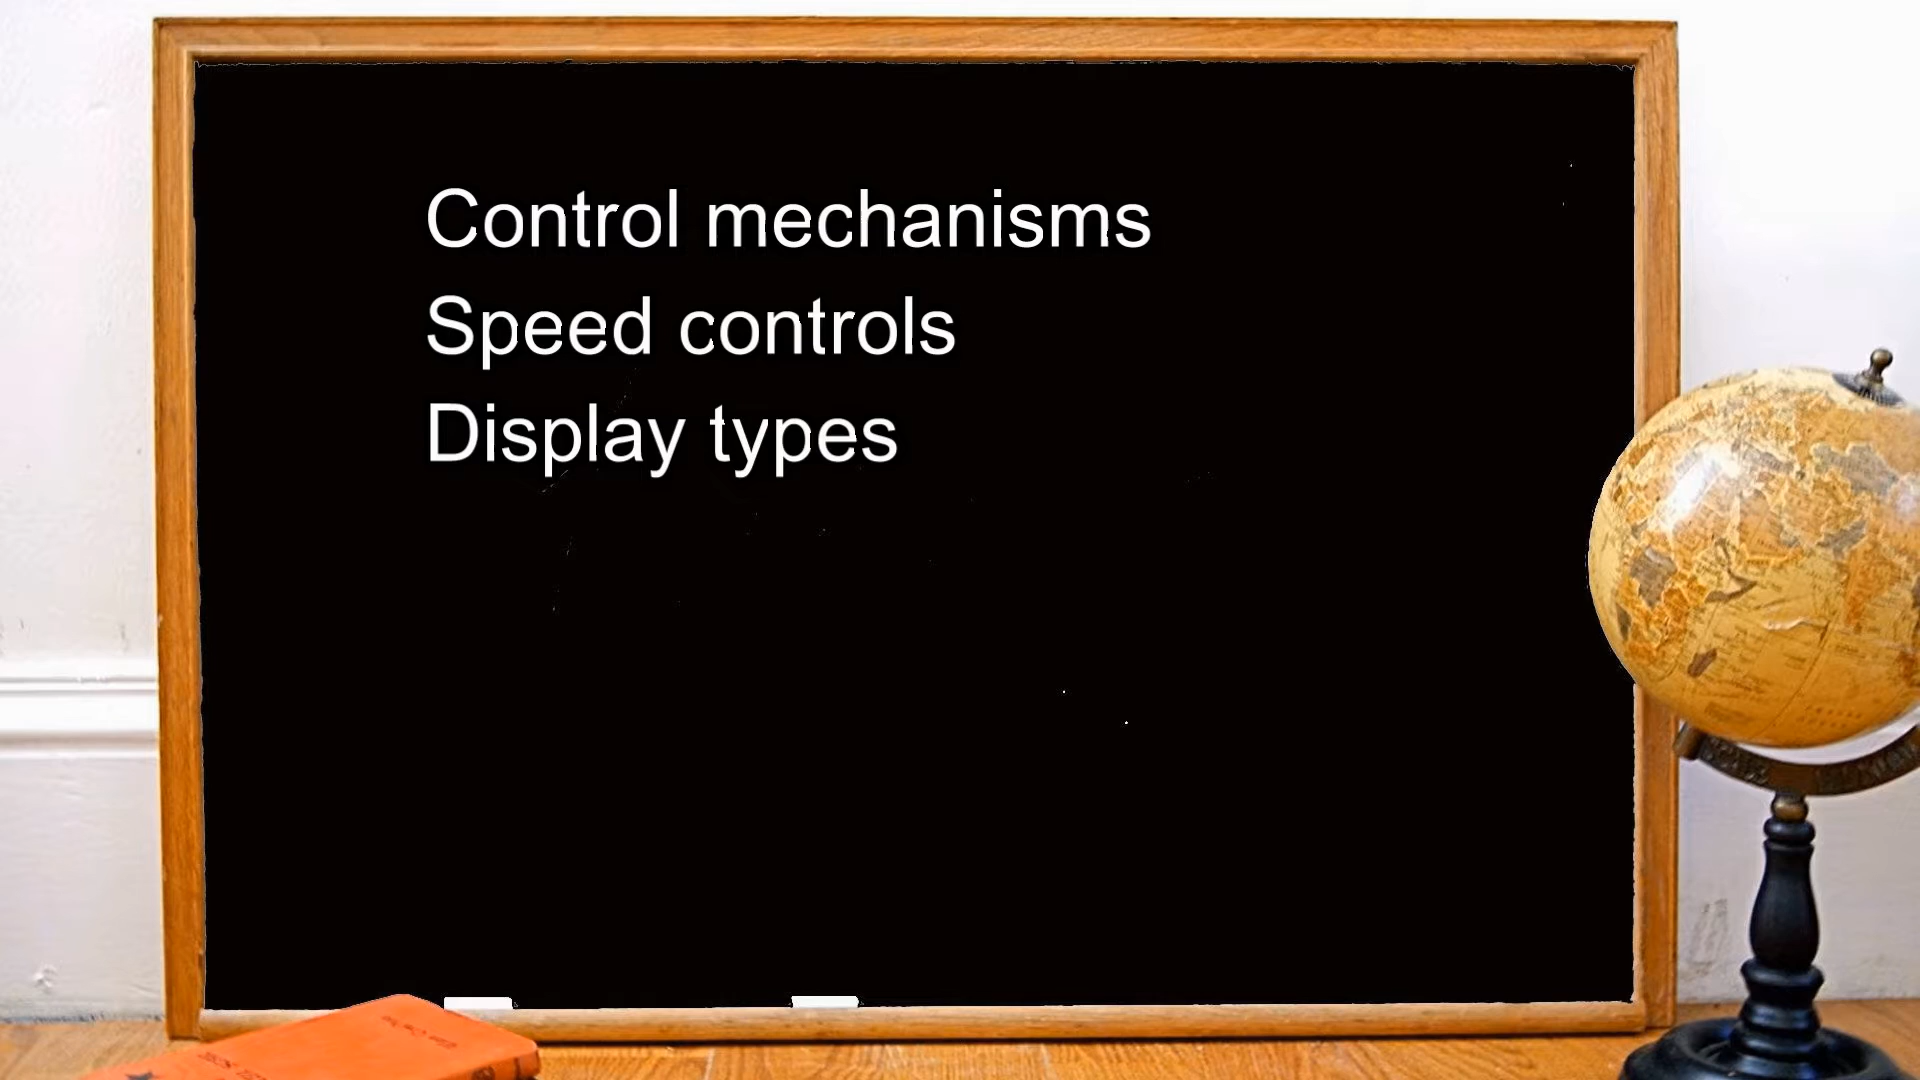 Control mechanisms
Speed controls
Display types